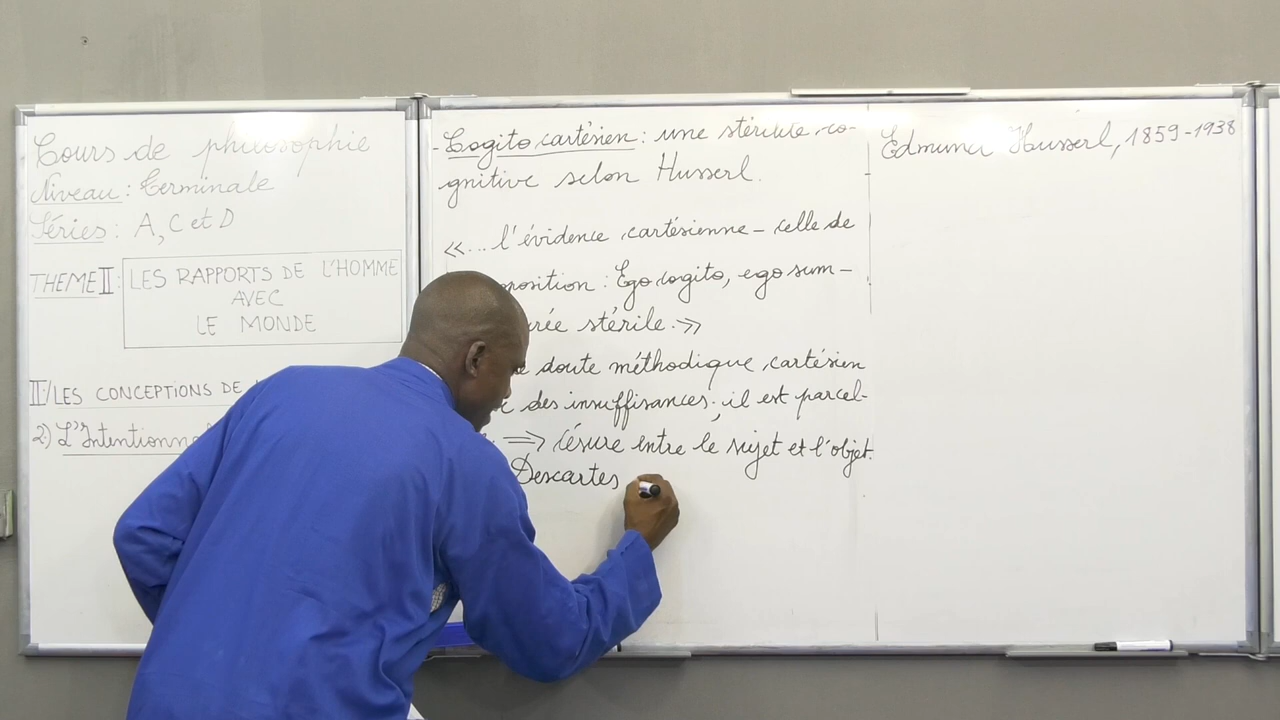 Cours de philosophie
Niveau : Terminale
Séries : A, C et D
THEME II : LES RAPPORTS DE L'HOMME
AVEC
LE MONDE
II/ LES CONCEPTIONS DE
2) L'Intentionn
- Cogito cartésien : une stérilité co-
gnitive selon Husserl.
<<... l'évidence cartésienne – celle de
position : Ego cogito, ego sum –
stérile. >>
doute méthodique cartésien
des insuffisances ; il est parcel-
=> Césure entre le sujet et l'objet.
Descartes
Edmund Husserl, 1859-1938